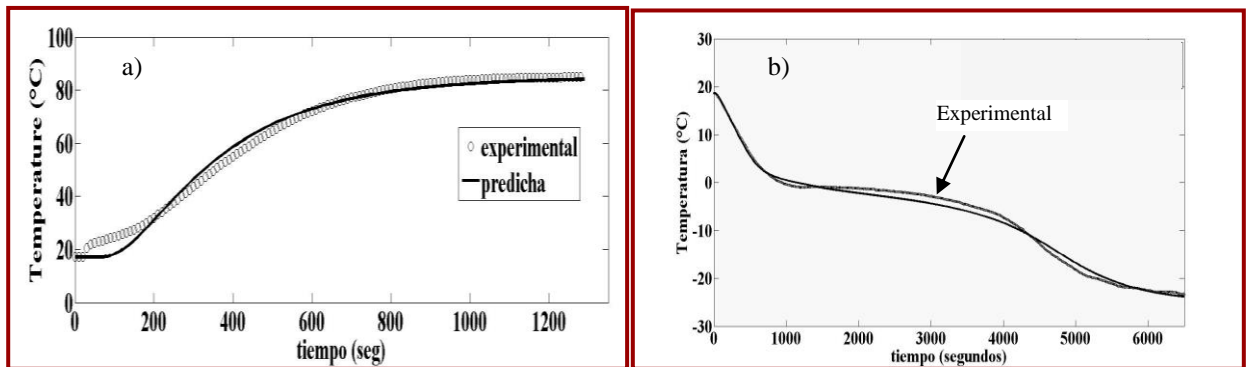 a)
Temperature (°C)
100
80
60
40
20
0
experimental
predicha
0 200 400 600 800 1000 1200
tiempo (seg)
b)
Temperatura (°C)
30
20
10
0
-10
-20
-30
Experimental
0 1000 2000 3000 4000 5000 6000
tiempo (segundos)